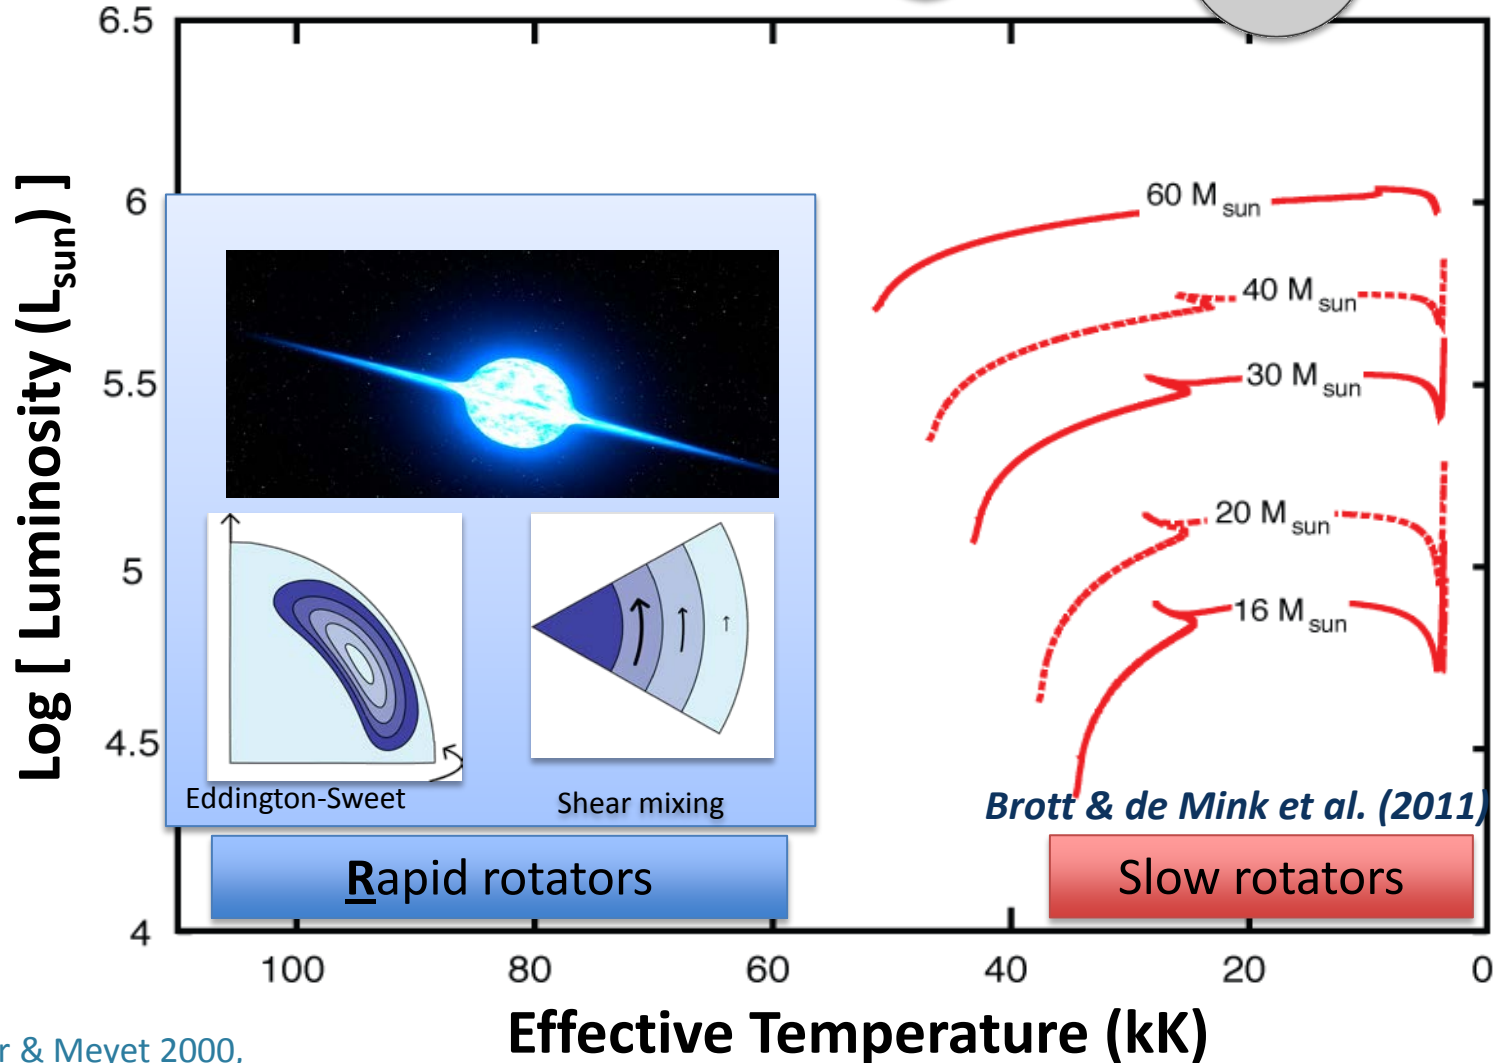 6.5
6
5.5
5
4.5
4
Log [ Luminosity (Lsun) ]
60 Msun
40 Msun
30 Msun
20 Msun
16 Msun
Eddington-Sweet
Shear mixing
Brott & de Mink et al. (2011)
Rapid rotators
Slow rotators
100 80 60 40 20 0
Effective Temperature (kK)
r & Meyet 2000,